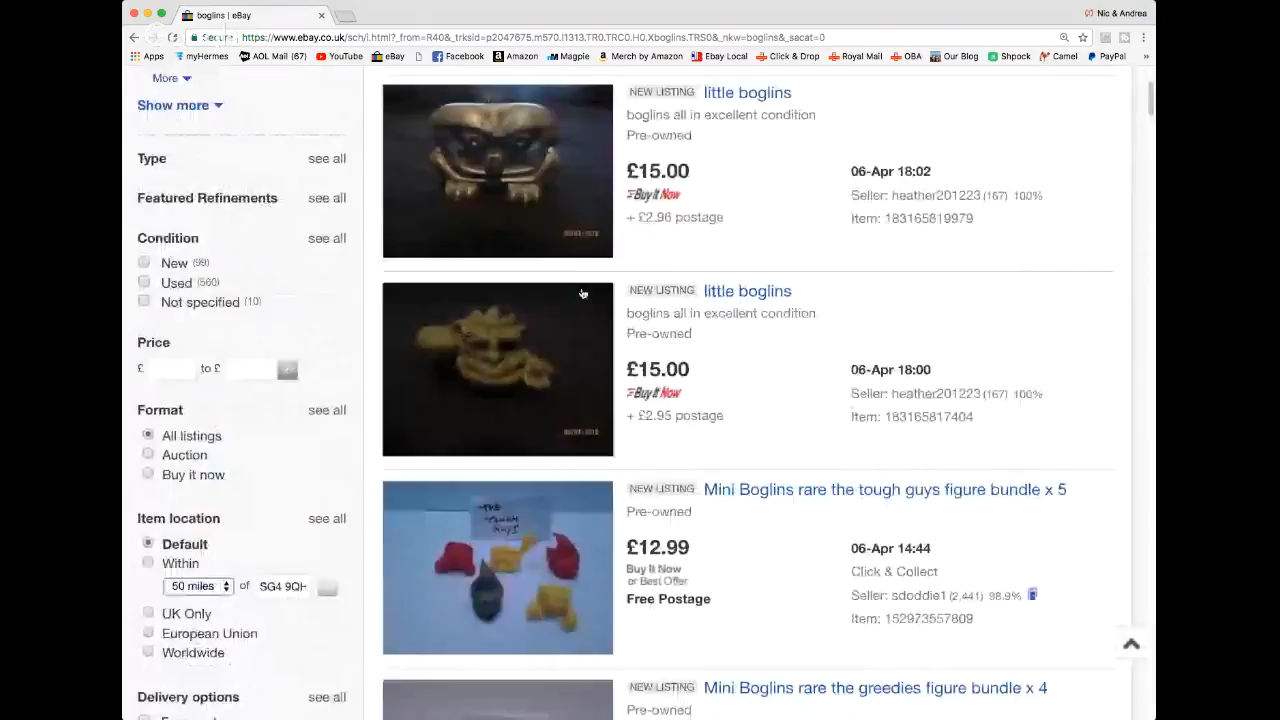 boglins | eBay
Nic & Andrea
Secure https://www.ebay.co.uk/sch/i.html?_from=R40&_trksid=p2047675.m570.l1313.TR0.TRC0.H0.Xboglins.TRS0&_nkw=boglins&_sacat=0
Apps myHermes AOL Mail (67) YouTube eBay Facebook Amazon Magpie Merch by Amazon Ebay Local Click & Drop Royal Mail OBA Our Blog Shpock Camel PayPal »
More
Show more
Type see all
Featured Refinements see all
Condition see all
New (99)
Used (560)
Not specified (10)
Price
£ to £
Format see all
All listings
Auction
Buy it now
Item location see all
Default
Within
50 miles of SG4 9QH
UK Only
European Union
Worldwide
Delivery options see all
NEW LISTING little boglins
boglins all in excellent condition
Pre-owned
£15.00
Buy It Now
+ £2.96 postage
06-Apr 18:02
Seller: heather201223 (167) 100%
Item: 183165819979
NEW LISTING little boglins
boglins all in excellent condition
Pre-owned
£15.00
Buy It Now
+ £2.95 postage
06-Apr 18:00
Seller: heather201223 (167) 100%
Item: 183165817404
THE
TOUGH
GUYS
NEW LISTING Mini Boglins rare the tough guys figure bundle x 5
Pre-owned
£12.99
Buy It Now
or Best Offer
Free Postage
06-Apr 14:44
Click & Collect
Seller: sdoddie1 (2,441) 98.9%
Item: 152973557809
NEW LISTING Mini Boglins rare the greedies figure bundle x 4
Pre-owned